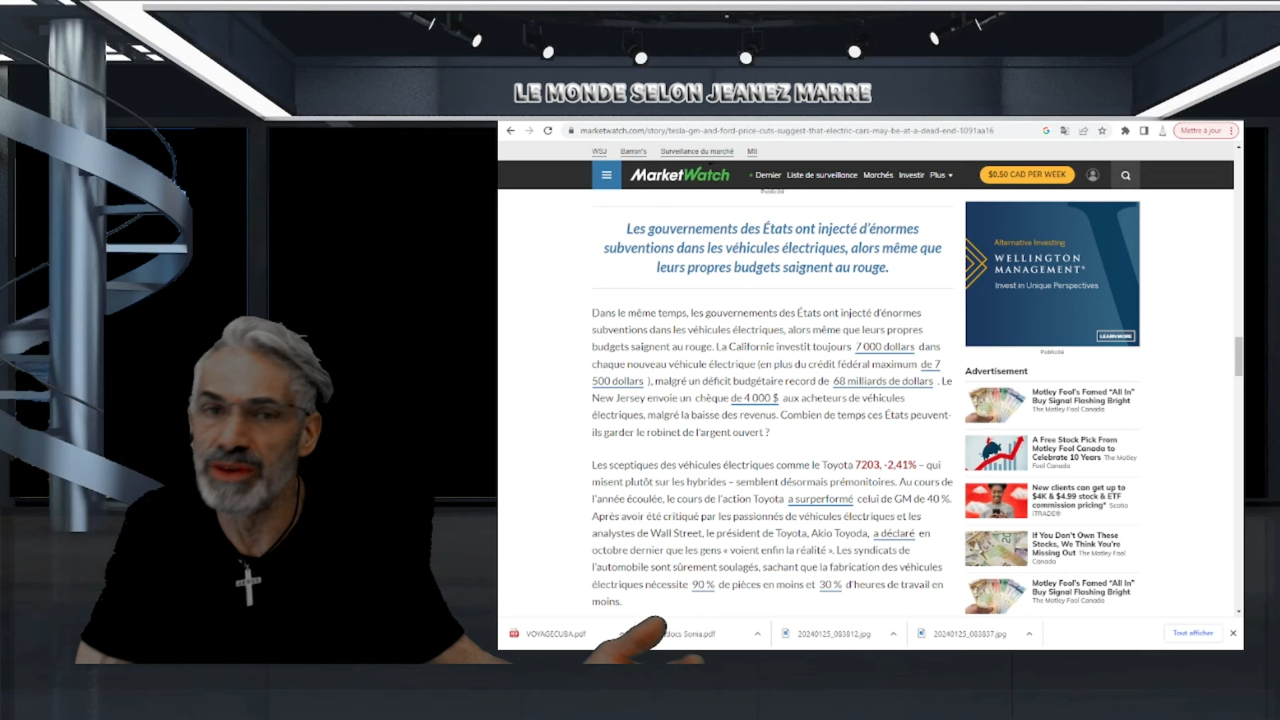 LE MONDE SELON JEANEZ MARRE
marketwatch.com/story/tesla-gm-and-ford-price-cuts-suggest-that-electric-cars-may-be-at-a-dead-end-1091aa16
Mettre à jour
WSJ Barron's Surveillance du marché MII
MarketWatch Dernier Liste de surveillance Marchés Investir Plus $0.50 CAD PER WEEK
Publicité
Les gouvernements des États ont injecté d'énormes
subventions dans les véhicules électriques, alors même que
leurs propres budgets saignent au rouge.
Dans le même temps, les gouvernements des États ont injecté d'énormes
subventions dans les véhicules électriques, alors même que leurs propres
budgets saignent au rouge. La Californie investit toujours 7 000 dollars dans
chaque nouveau véhicule électrique (en plus du crédit fédéral maximum de 7
500 dollars ), malgré un déficit budgétaire record de 68 milliards de dollars . Le
New Jersey envoie un chèque de 4 000 $ aux acheteurs de véhicules
électriques, malgré la baisse des revenus. Combien de temps ces États peuvent-
ils garder le robinet de l'argent ouvert ?
Les sceptiques des véhicules électriques comme le Toyota 7203, -2,41% – qui
misent plutôt sur les hybrides – semblent désormais prémonitoires. Au cours de
l'année écoulée, le cours de l'action Toyota a surperformé celui de GM de 40 %.
Après avoir été critiqué par les passionnés de véhicules électriques et les
analystes de Wall Street, le président de Toyota, Akio Toyoda, a déclaré en
octobre dernier que les gens « voient enfin la réalité ». Les syndicats de
l'automobile sont sûrement soulagés, sachant que la fabrication des véhicules
électriques nécessite 90 % de pièces en moins et 30 % d'heures de travail en
moins.
Alternative Investing
WELLINGTON
MANAGEMENT®
Invest in Unique Perspectives
LEARN MORE
Publicité
Advertisement
Motley Fool's Famed "All In"
Buy Signal Flashing Bright
The Motley Fool Canada
A Free Stock Pick From
Motley Fool Canada to
Celebrate 10 Years The Motley
Fool Canada
New clients can get up to
$4K & $4.99 stock & ETF
commission pricing* Scotia
iTRADE®
If You Don't Own These
Stocks, We Think You're
Missing Out The Motley Fool
Canada
Motley Fool's Famed "All In"
Buy Signal Flashing Bright
The Motley Fool Canada
VOYAGECUBA.pdf docs Sonia.pdf 20240125_083812.jpg 20240125_083837.jpg Tout afficher